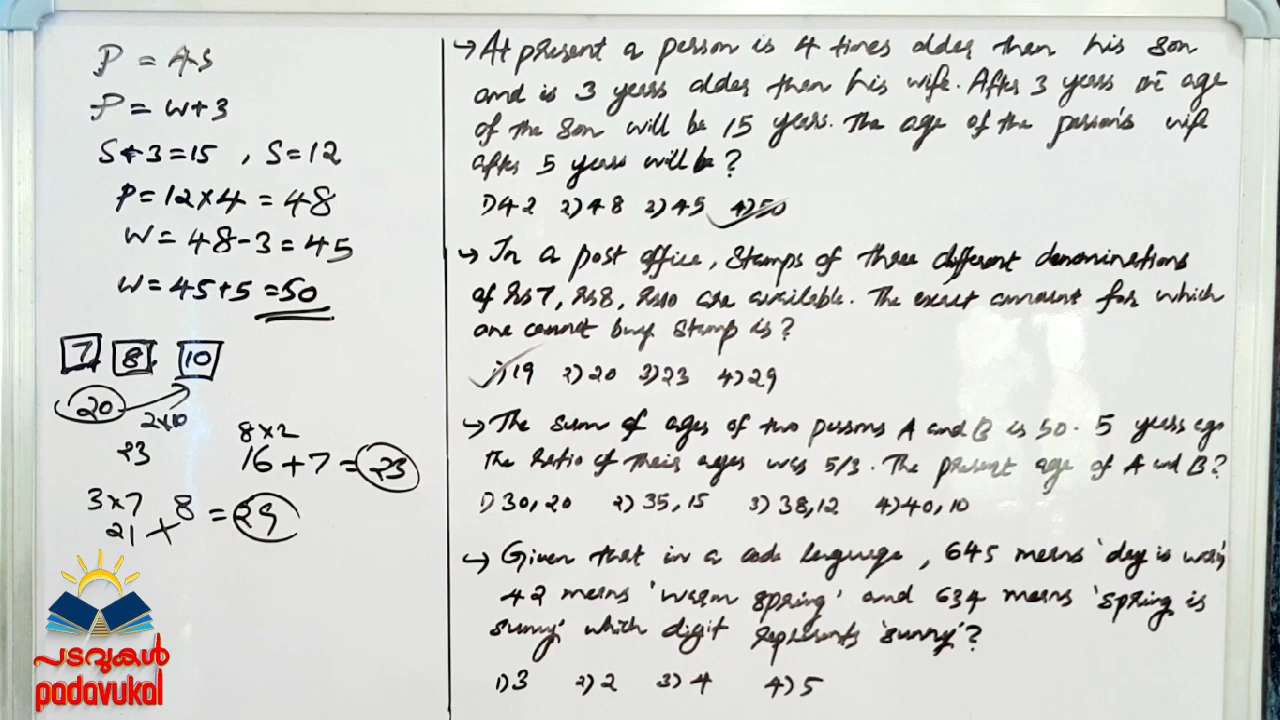 P = 4S
P = W+3
S+3=15 , S=12
P=12×4=48
W=48-3=45
W=45+5=50
7 8 10
20
2×10
23
8×2
16+7=23
3×7
21+8=29
പടവുകൾ
padavukal
→ At present a person is 4 times older then his son
and is 3 years older then his wife. After 3 years age
of the son will be 15 years. The age of the person's wife
after 5 years will be?
1) 42 2) 48 3) 45 4) 50
→ In a post office, stamps of three different denominations
of Rs7, Rs8, Rs10 are available. The exact amount for which
one cannot buy stamp is?
1) 19 2) 20 3) 23 4) 29
→ The sum of ages of two persons A and B is 50. 5 years ago
the ratio of their ages was 5/3. The present age of A and B?
1) 30,20 2) 35,15 3) 38,12 4) 40,10
→ Given that in a code language, 645 means 'day is warm'
42 means 'warm spring' and 634 means 'spring is
sunny' which digit represents 'sunny'?
1) 3 2) 2 3) 4 4) 5